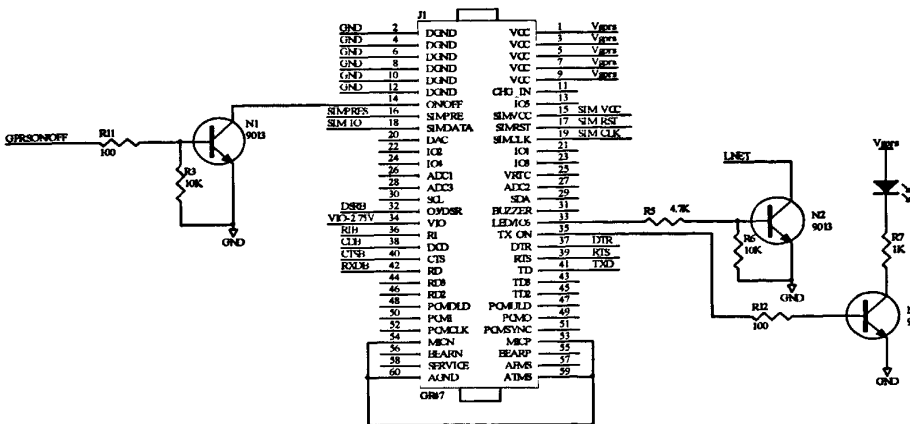 J1
GND 2 DGND VCC 1 Vgprs
GND 4 DGND VCC 3 Vgprs
GND 6 DGND VCC 5 Vgprs
GND 8 DGND VCC 7 Vgprs
GND 10 DGND VCC 9 Vgprs
GND 12 DGND CHG_IN 11
14 ON/OFF IO5 13
SIMPRES 16 SIMPRE SIMVCC 15 SIM VCC
SIM IO 18 SIMDATA SIMRST 17 SIM RST
20 DAC SIMCLK 19 SIM CLK
22 IO2 IO1 21
24 IO4 IO3 23
26 ADC1 VRTC 25
28 ADC3 ADC2 27
30 SCL SDA 29
DSRB 32 O3/DSR BUZZER 31
VIO-2.75V 34 VIO LED/IO6 33
RIB 36 RI TX ON 35
CDB 38 DCD DTR 37 DTR
CTSB 40 CTS RTS 39 RTS
RXDB 42 RD TD 41 TXD
44 RD3 TD3 43
46 RD2 TD2 45
48 PCMDLD PCMULD 47
50 PCMI PCMO 49
52 PCMCLK PCMSYNC 51
54 MICN MICP 53
56 BEARN BEARP 55
58 SERVICE AFMS 57
60 AGND ATMS 59
GR47
GPRSON/OFF
R11
100
R3
10K
N1
9013
GND
R5 4.7K
R6
10K
LNET
N2
9013
GND
Vgprs
R7
1K
R12
100
N
9
GND